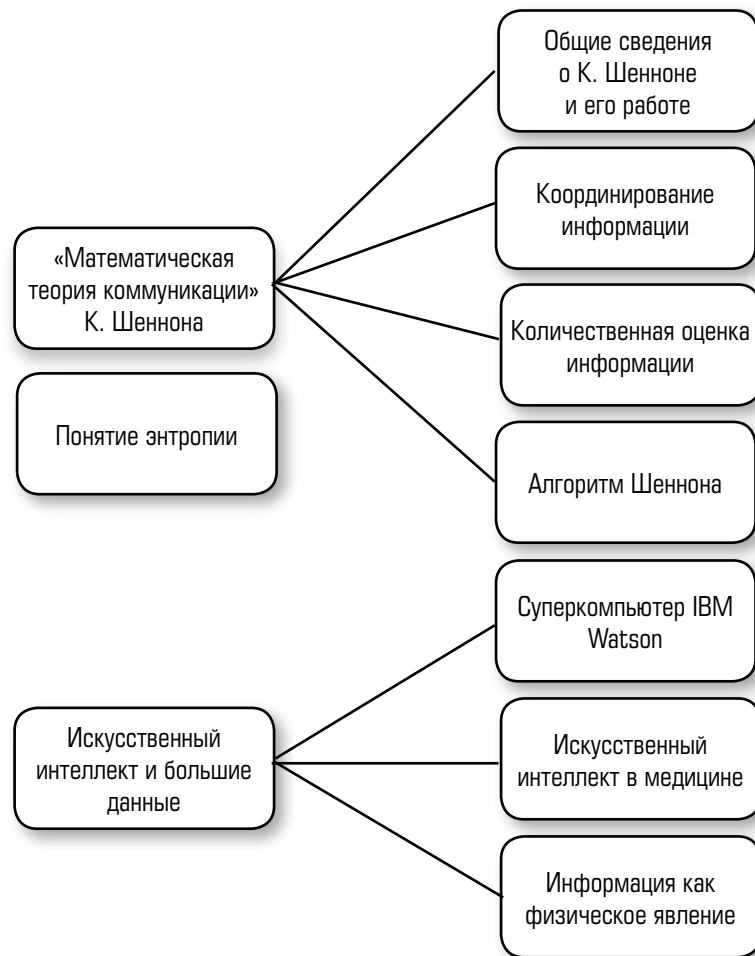 «Математическая
теория коммуникации»
К. Шеннона
Общие сведения
о К. Шенноне
и его работе
Координирование
информации
Количественная оценка
информации
Алгоритм Шеннона
Понятие энтропии
Искусственный
интеллект и большие
данные
Суперкомпьютер IBM
Watson
Искусственный
интеллект в медицине
Информация как
физическое явление